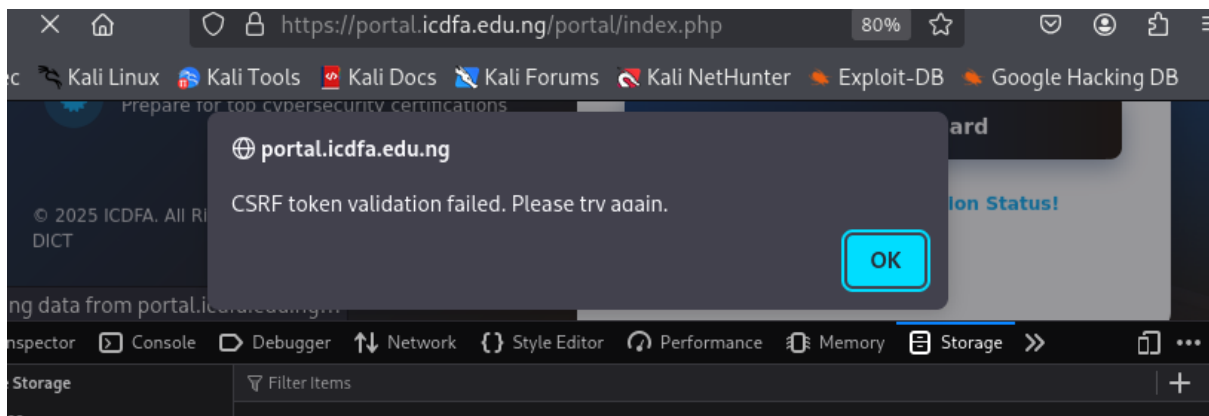 https://portal.icdfa.edu.ng/portal/index.php 80%
ec Kali Linux Kali Tools Kali Docs Kali Forums Kali NetHunter Exploit-DB Google Hacking DB
Prepare for top cybersecurity certifications
ard
portal.icdfa.edu.ng
CSRF token validation failed. Please try again.
© 2025 ICDFA. All Ri
DICT
ion Status!
OK
ng data from portal.ic
nspector Console Debugger Network {} Style Editor Performance Memory Storage
Storage Filter Items